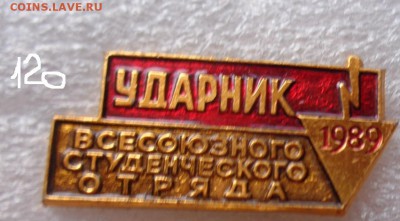 COINS.LAVE.RU
120
УДАРНИК
1989
ВСЕСОЮЗНОГО
СТУДЕНЧЕСКОГО
ОТРЯДА